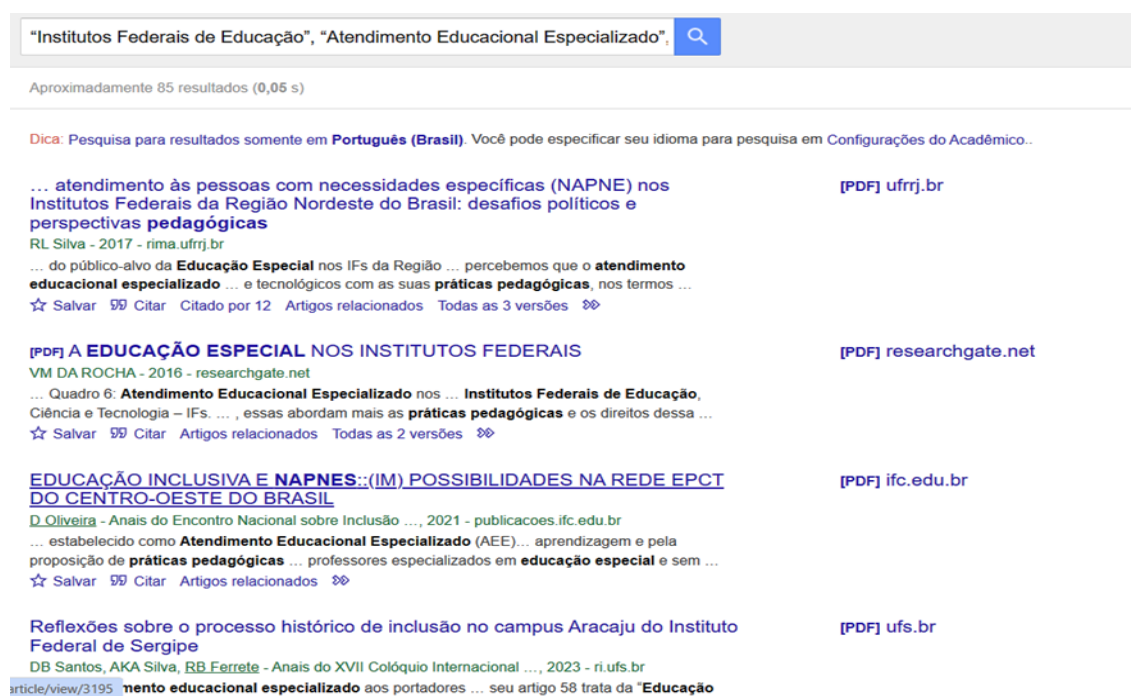 “Institutos Federais de Educação”, “Atendimento Educacional Especializado”,
Aproximadamente 85 resultados (0,05 s)
Dica: Pesquisa para resultados somente em Português (Brasil). Você pode especificar seu idioma para pesquisa em Configurações do Acadêmico..
… atendimento às pessoas com necessidades específicas (NAPNE) nos
Institutos Federais da Região Nordeste do Brasil: desafios políticos e
perspectivas pedagógicas
[PDF] ufrrj.br
RL Silva - 2017 - rima.ufrrj.br
… do público-alvo da Educação Especial nos IFs da Região … percebemos que o atendimento
educacional especializado … e tecnológicos com as suas práticas pedagógicas, nos termos …
Salvar Citar Citado por 12 Artigos relacionados Todas as 3 versões
[PDF] A EDUCAÇÃO ESPECIAL NOS INSTITUTOS FEDERAIS
[PDF] researchgate.net
VM DA ROCHA - 2016 - researchgate.net
… Quadro 6: Atendimento Educacional Especializado nos … Institutos Federais de Educação,
Ciência e Tecnologia – IFs. … , essas abordam mais as práticas pedagógicas e os direitos dessa …
Salvar Citar Artigos relacionados Todas as 2 versões
EDUCAÇÃO INCLUSIVA E NAPNES::(IM) POSSIBILIDADES NA REDE EPCT
DO CENTRO-OESTE DO BRASIL
[PDF] ifc.edu.br
D Oliveira - Anais do Encontro Nacional sobre Inclusão …, 2021 - publicacoes.ifc.edu.br
… estabelecido como Atendimento Educacional Especializado (AEE)… aprendizagem e pela
proposição de práticas pedagógicas … professores especializados em educação especial e sem …
Salvar Citar Artigos relacionados
Reflexões sobre o processo histórico de inclusão no campus Aracaju do Instituto
Federal de Sergipe
[PDF] ufs.br
DB Santos, AKA Silva, RB Ferrete - Anais do XVII Colóquio Internacional …, 2023 - ri.ufs.br
article/view/3195 mento educacional especializado aos portadores … seu artigo 58 trata da “Educação